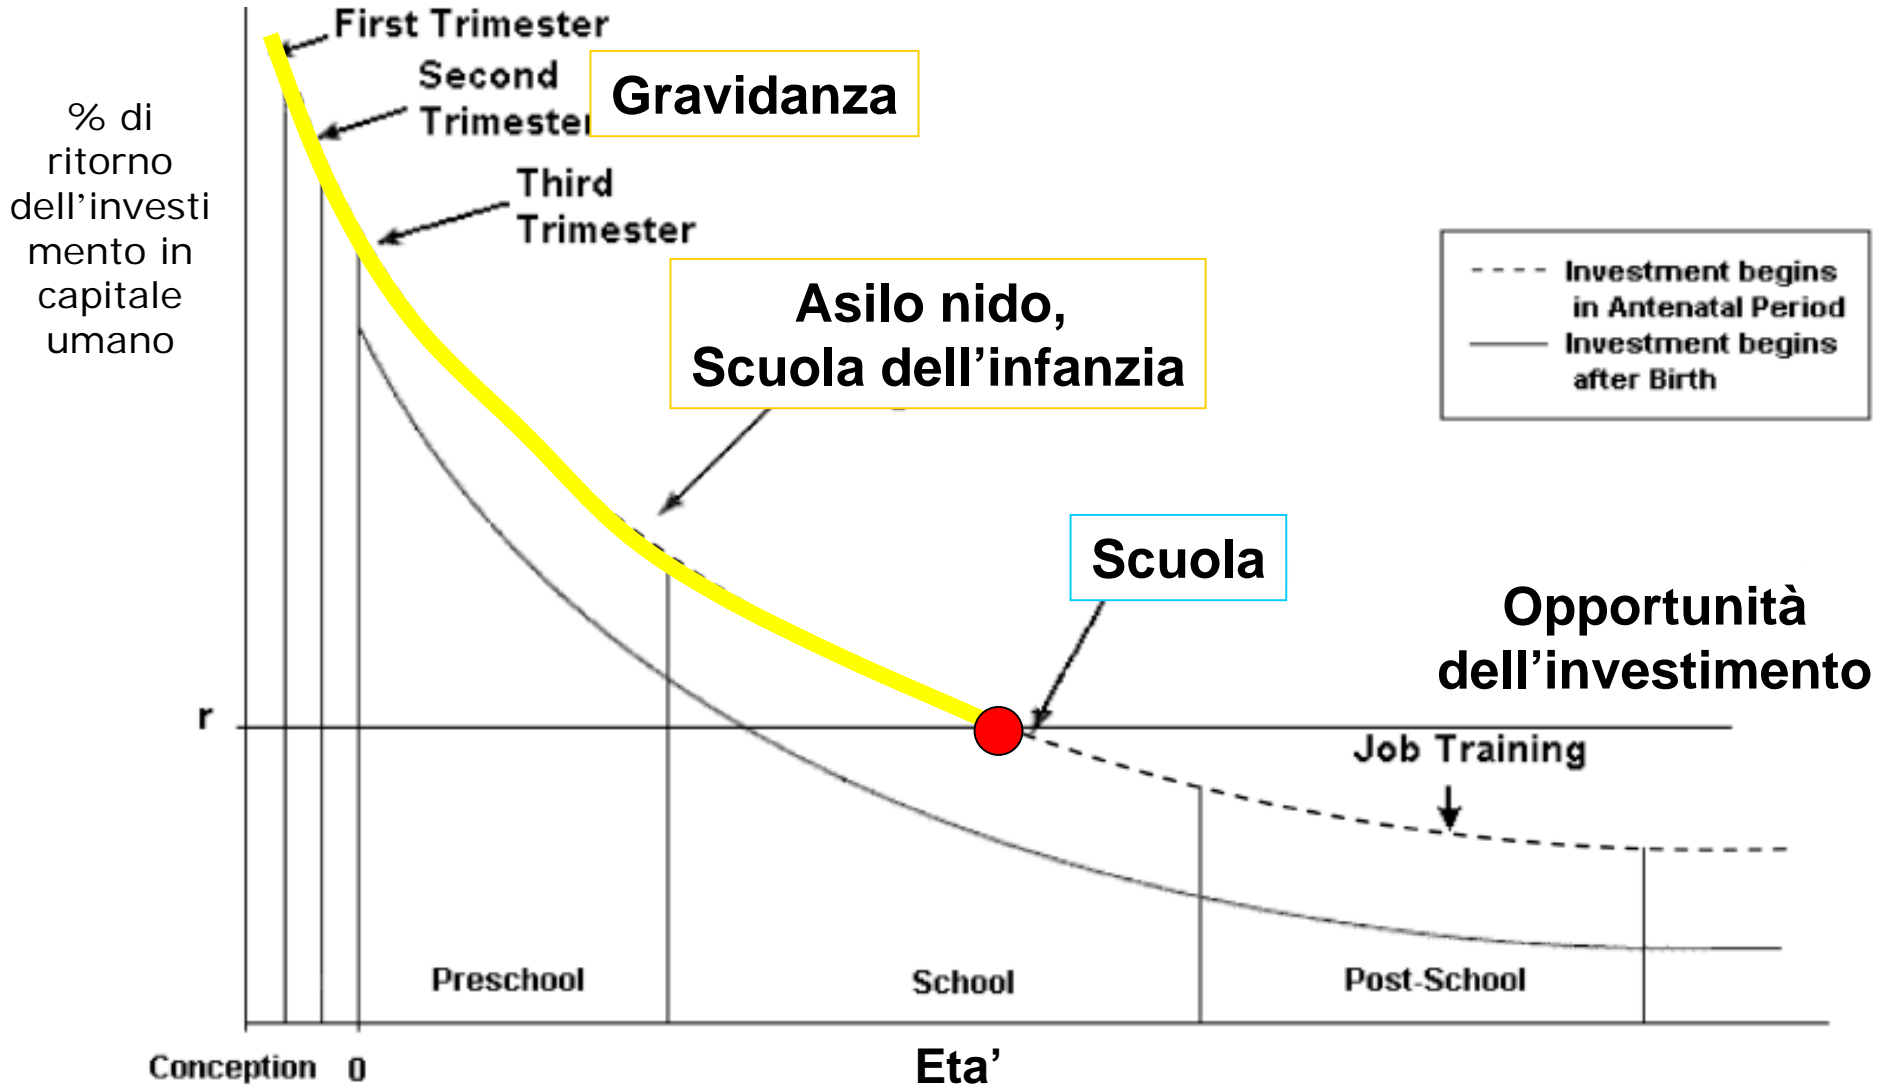 First Trimester
Second
Trimester
Gravidanza
% di
ritorno
dell'investi
mento in
capitale
umano
Third
Trimester
Asilo nido,
Scuola dell'infanzia
Investment begins
in Antenatal Period
Investment begins
after Birth
Scuola
Opportunità
dell'investimento
r
Job Training
Preschool
School
Post-School
Conception 0
Eta'